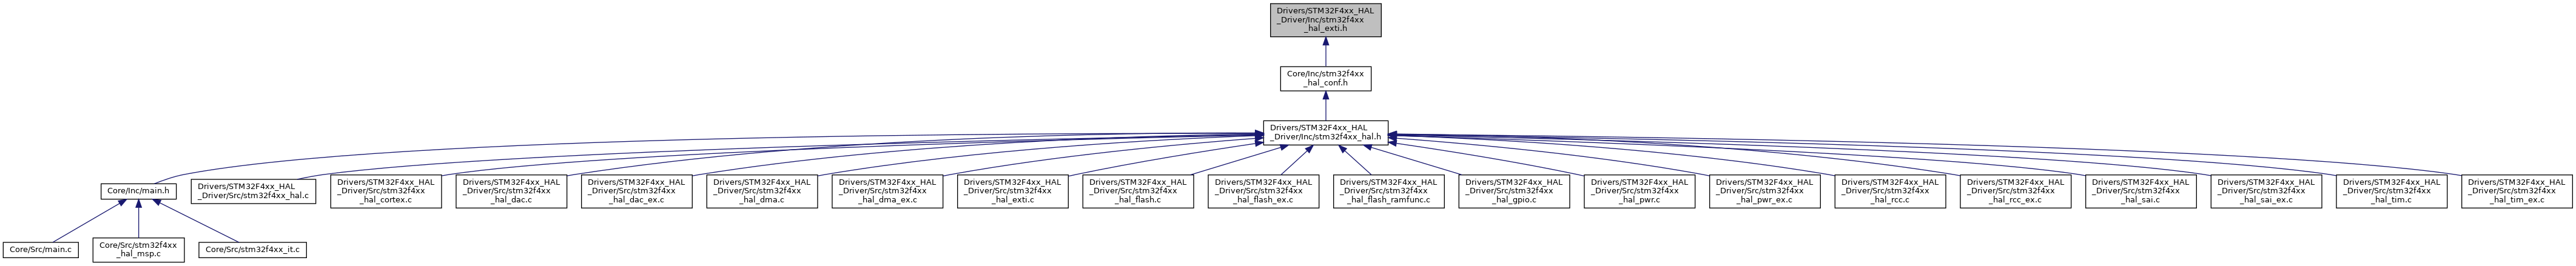 Drivers/STM32F4xx_HAL
_Driver/Inc/stm32f4xx
_hal_exti.h
Core/Inc/stm32f4xx
_hal_conf.h
Drivers/STM32F4xx_HAL
_Driver/Inc/stm32f4xx_hal.h
Core/Inc/main.h
Drivers/STM32F4xx_HAL
_Driver/Src/stm32f4xx_hal.c
Drivers/STM32F4xx_HAL
_Driver/Src/stm32f4xx
_hal_cortex.c
Drivers/STM32F4xx_HAL
_Driver/Src/stm32f4xx
_hal_dac.c
Drivers/STM32F4xx_HAL
_Driver/Src/stm32f4xx
_hal_dac_ex.c
Drivers/STM32F4xx_HAL
_Driver/Src/stm32f4xx
_hal_dma.c
Drivers/STM32F4xx_HAL
_Driver/Src/stm32f4xx
_hal_dma_ex.c
Drivers/STM32F4xx_HAL
_Driver/Src/stm32f4xx
_hal_exti.c
Drivers/STM32F4xx_HAL
_Driver/Src/stm32f4xx
_hal_flash.c
Drivers/STM32F4xx_HAL
_Driver/Src/stm32f4xx
_hal_flash_ex.c
Drivers/STM32F4xx_HAL
_Driver/Src/stm32f4xx
_hal_flash_ramfunc.c
Drivers/STM32F4xx_HAL
_Driver/Src/stm32f4xx
_hal_gpio.c
Drivers/STM32F4xx_HAL
_Driver/Src/stm32f4xx
_hal_pwr.c
Drivers/STM32F4xx_HAL
_Driver/Src/stm32f4xx
_hal_pwr_ex.c
Drivers/STM32F4xx_HAL
_Driver/Src/stm32f4xx
_hal_rcc.c
Drivers/STM32F4xx_HAL
_Driver/Src/stm32f4xx
_hal_rcc_ex.c
Drivers/STM32F4xx_HAL
_Driver/Src/stm32f4xx
_hal_sai.c
Drivers/STM32F4xx_HAL
_Driver/Src/stm32f4xx
_hal_sai_ex.c
Drivers/STM32F4xx_HAL
_Driver/Src/stm32f4xx
_hal_tim.c
Drivers/STM32F4xx_HAL
_Driver/Src/stm32f4xx
_hal_tim_ex.c
Core/Src/main.c
Core/Src/stm32f4xx
_hal_msp.c
Core/Src/stm32f4xx_it.c